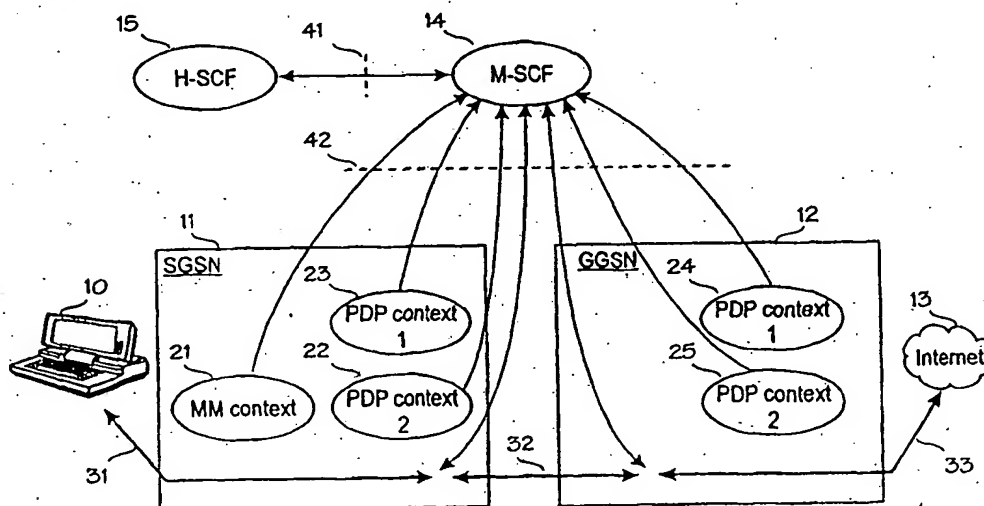 15
41
14
H-SCF
M-SCF
42
11
12
SGSN
GGSN
10
23
24
13
PDP context
1
PDP context
1
Internet
21
22
25
MM context
PDP context
2
PDP context
2
31
32
33